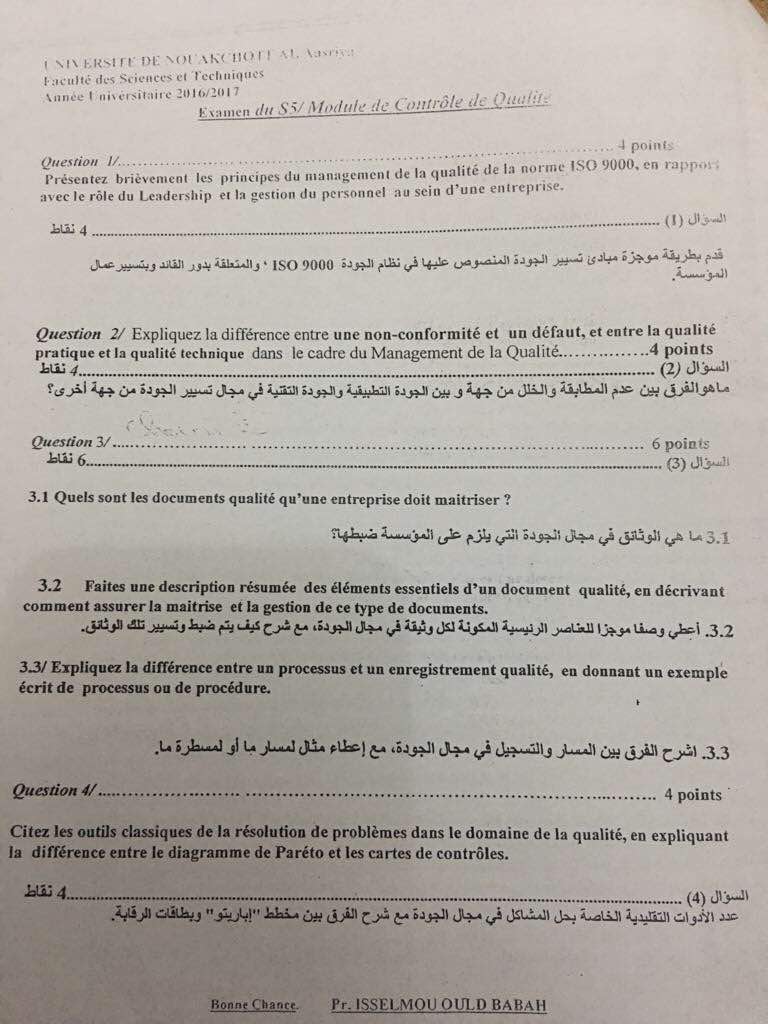 UNIVERSITE DE NOUAKCHOTT AL Aasriya
Faculté des Sciences et Techniques
Année Universitaire 2016/2017
Examen du S5/ Module de Contrôle de Qualité
Question 1/.......................................................................... 4 points
Présentez brièvement les principes du management de la qualité de la norme ISO 9000, en rapport
avec le rôle du Leadership et la gestion du personnel au sein d'une entreprise.
السؤال (1) .......................................................................... 4 نقاط
قدم بطريقة موجزة مبادئ تسيير الجودة المنصوص عليها في نظام الجودة ISO 9000 ، والمتعلقة بدور القائد وبتسيير عمال
المؤسسة.
Question 2/ Expliquez la différence entre une non-conformité et un défaut, et entre la qualité
pratique et la qualité technique dans le cadre du Management de la Qualité...............4 points
السؤال (2) .......................................................................... 4 نقاط
ماهو الفرق بين عدم المطابقة والخلل من جهة و بين الجودة التطبيقية والجودة التقنية في مجال تسيير الجودة من جهة أخرى؟
Question 3/.......................................................................... 6 points
السؤال (3) ..........................................................................6 نقاط
3.1 Quels sont les documents qualité qu'une entreprise doit maitriser ?
3.1 ما هي الوثائق في مجال الجودة التي يلزم على المؤسسة ضبطها؟
3.2 Faites une description résumée des éléments essentiels d'un document qualité, en décrivant
comment assurer la maitrise et la gestion de ce type de documents.
3.2. أعطي وصفا موجزا للعناصر الرئيسية المكونة لكل وثيقة في مجال الجودة، مع شرح كيف يتم ضبط وتسيير تلك الوثائق.
3.3/ Expliquez la différence entre un processus et un enregistrement qualité, en donnant un exemple
écrit de processus ou de procédure.
3.3. اشرح الفرق بين المسار والتسجيل في مجال الجودة، مع إعطاء مثال لمسار ما أو لمسطرة ما.
Question 4/.......................................................................... 4 points
Citez les outils classiques de la résolution de problèmes dans le domaine de la qualité, en expliquant
la différence entre le diagramme de Paréto et les cartes de contrôles.
السؤال (4) ..........................................................................4 نقاط
عدد الأدوات التقليدية الخاصة بحل المشاكل في مجال الجودة مع شرح الفرق بين مخطط "إباريتو" وبطاقات الرقابة.
Bonne Chance. Pr. ISSELMOU OULD BABAH